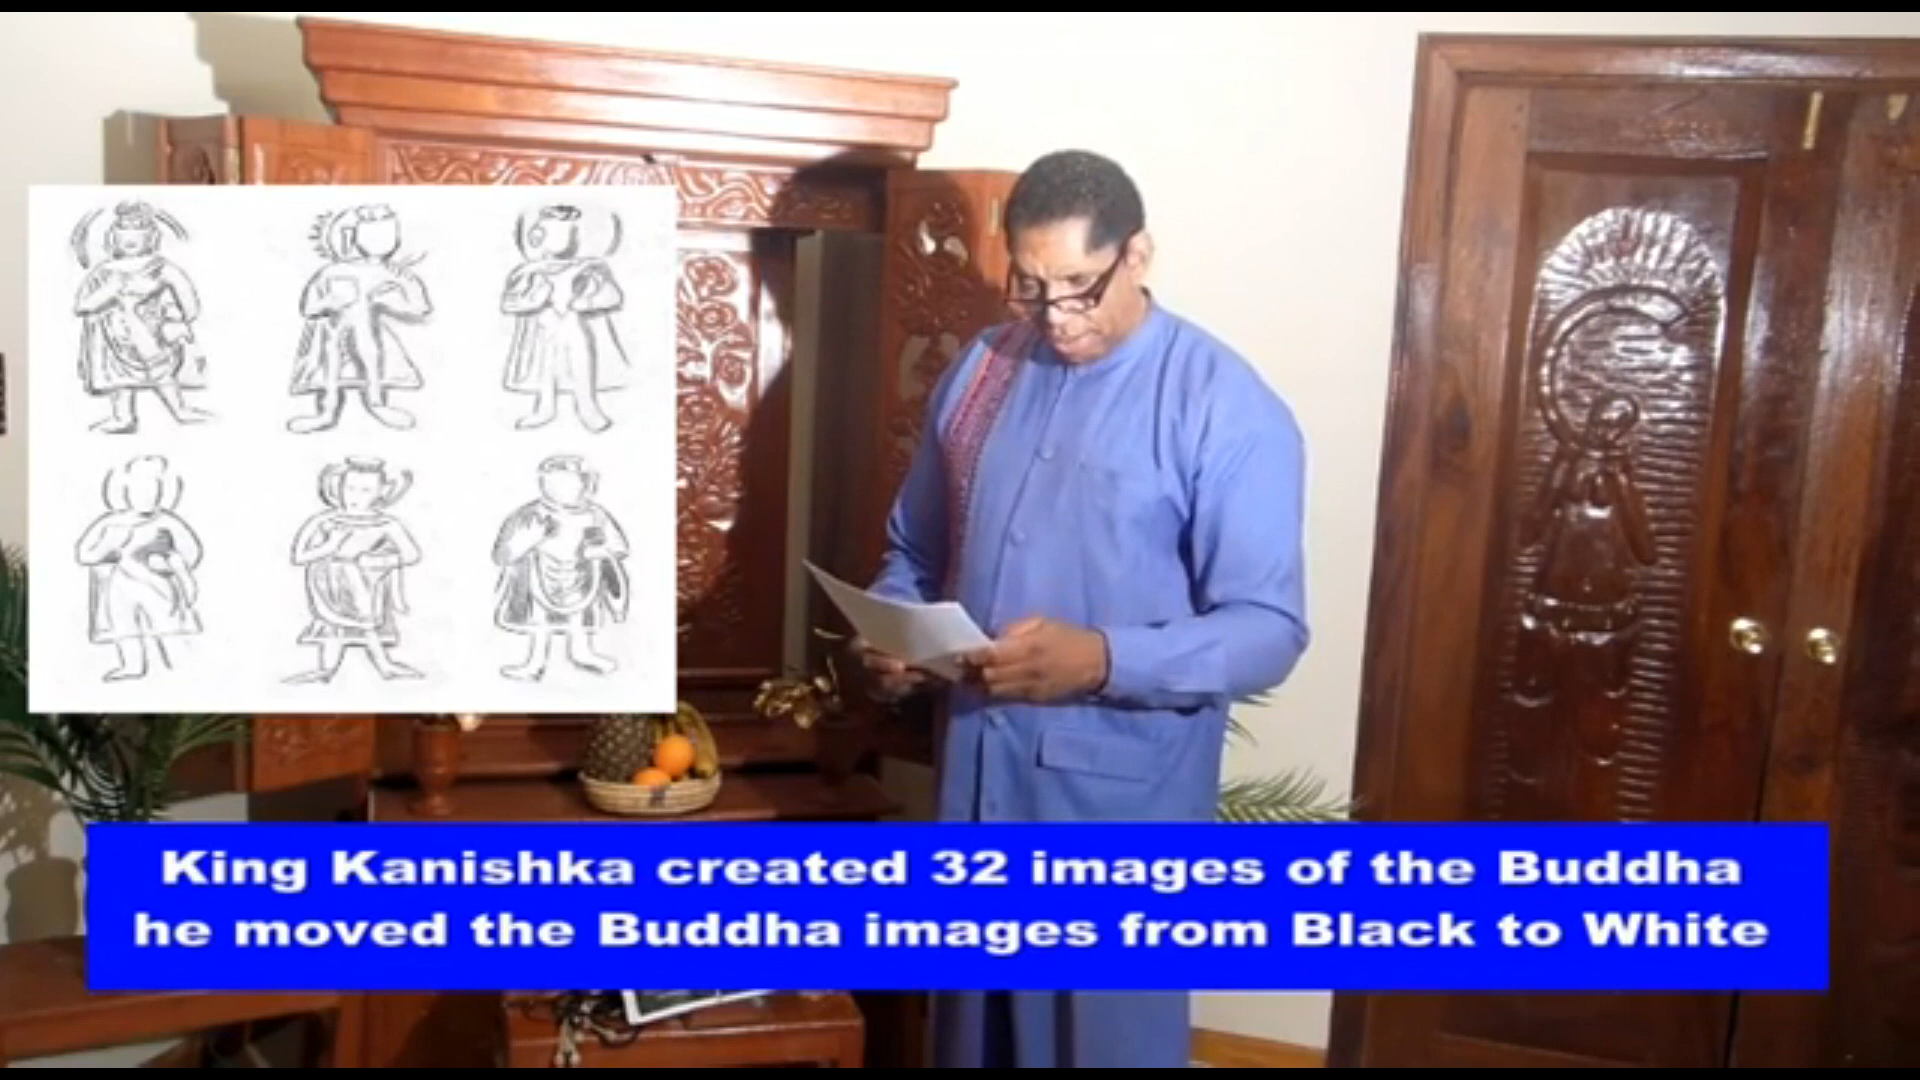 King Kanishka created 32 images of the Buddha
he moved the Buddha images from Black to White